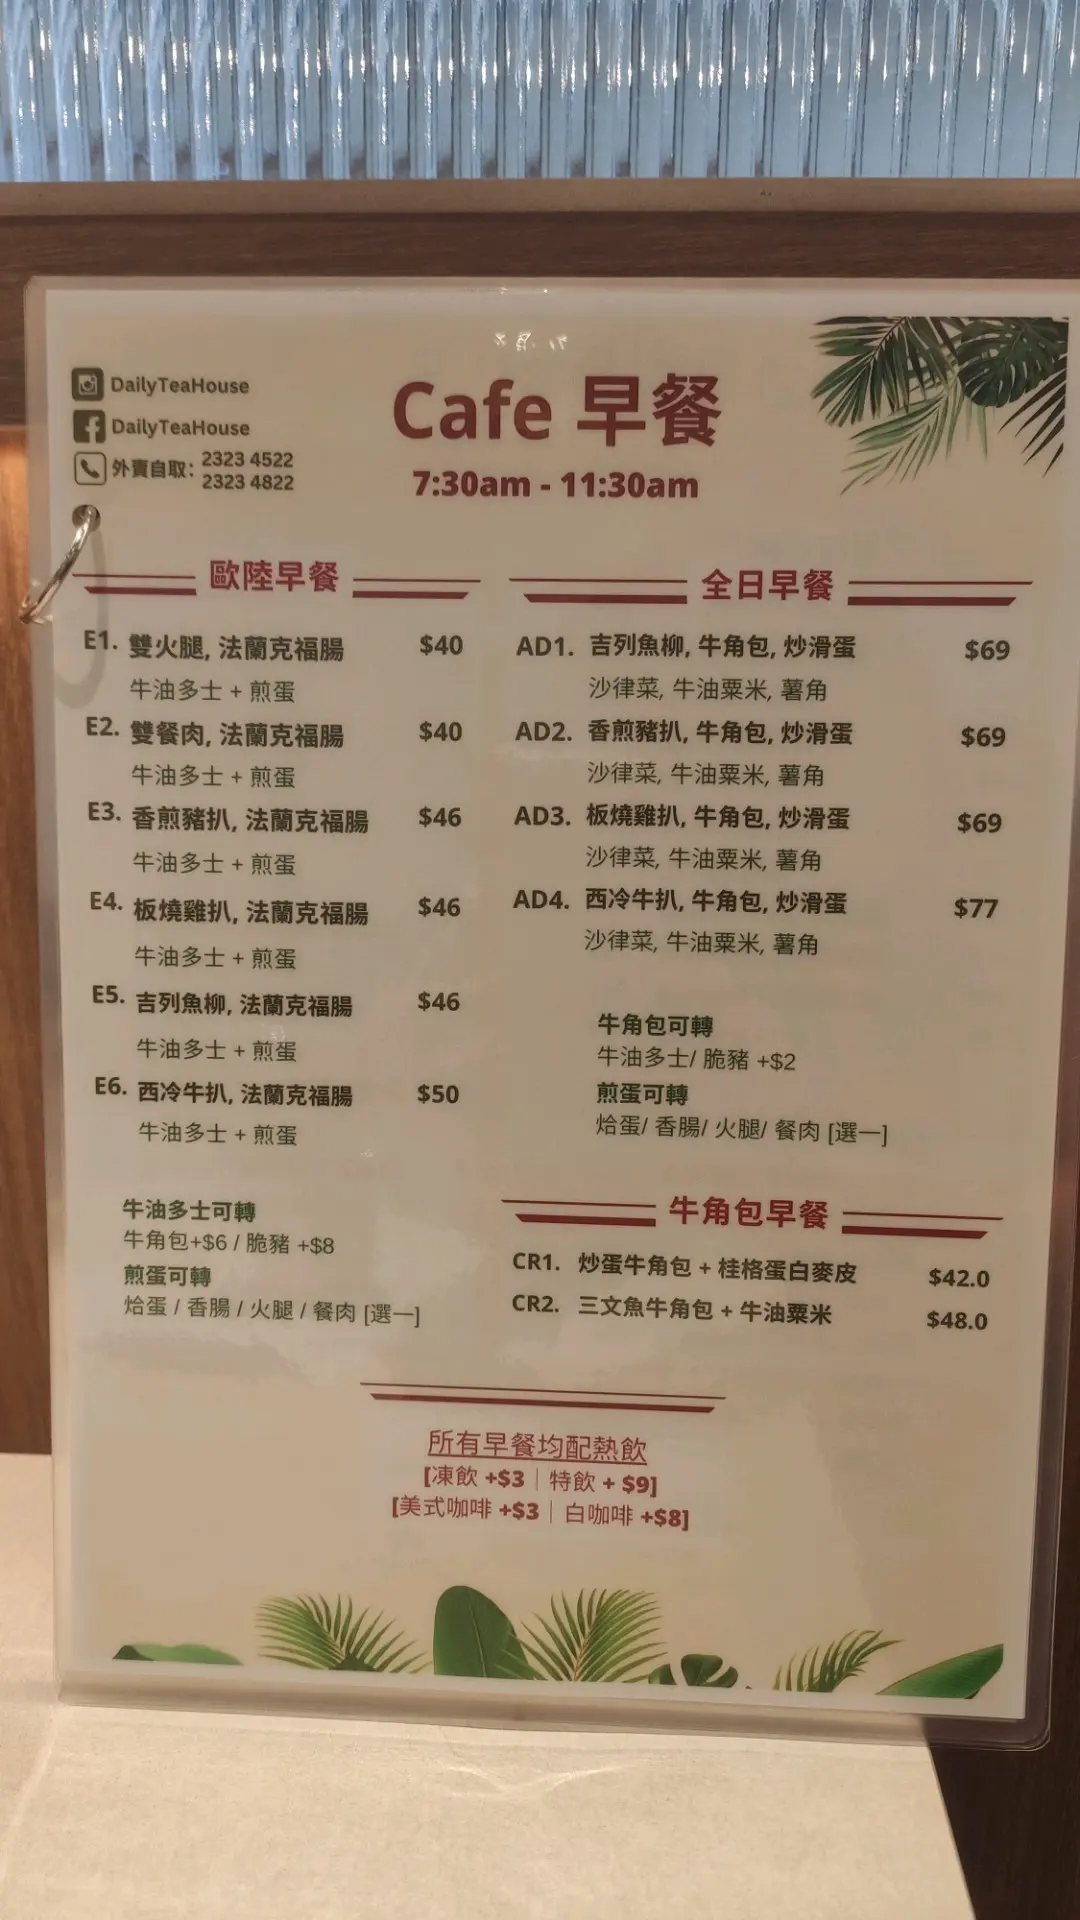 DailyTeaHouse
DailyTeaHouse
外賣自取: 2323 4522
2323 4822
Cafe 早餐
7:30am - 11:30am
歐陸早餐
E1. 雙火腿, 法蘭克福腸 $40
牛油多士 + 煎蛋
E2. 雙餐肉, 法蘭克福腸 $40
牛油多士 + 煎蛋
E3. 香煎豬扒, 法蘭克福腸 $46
牛油多士 + 煎蛋
E4. 板燒雞扒, 法蘭克福腸 $46
牛油多士 + 煎蛋
E5. 吉列魚柳, 法蘭克福腸 $46
牛油多士 + 煎蛋
E6. 西冷牛扒, 法蘭克福腸 $50
牛油多士 + 煎蛋
牛油多士可轉
牛角包+$6 / 脆豬 +$8
煎蛋可轉
烚蛋 / 香腸 / 火腿 / 餐肉 [選一]
全日早餐
AD1. 吉列魚柳, 牛角包, 炒滑蛋 $69
沙律菜, 牛油粟米, 薯角
AD2. 香煎豬扒, 牛角包, 炒滑蛋 $69
沙律菜, 牛油粟米, 薯角
AD3. 板燒雞扒, 牛角包, 炒滑蛋 $69
沙律菜, 牛油粟米, 薯角
AD4. 西冷牛扒, 牛角包, 炒滑蛋 $77
沙律菜, 牛油粟米, 薯角
牛角包可轉
牛油多士/ 脆豬 +$2
煎蛋可轉
烚蛋/ 香腸/ 火腿/ 餐肉 [選一]
牛角包早餐
CR1. 炒蛋牛角包 + 桂格蛋白麥皮 $42.0
CR2. 三文魚牛角包 + 牛油粟米 $48.0
所有早餐均配熱飲
[凍飲 +$3｜特飲 + $9]
[美式咖啡 +$3｜白咖啡 +$8]